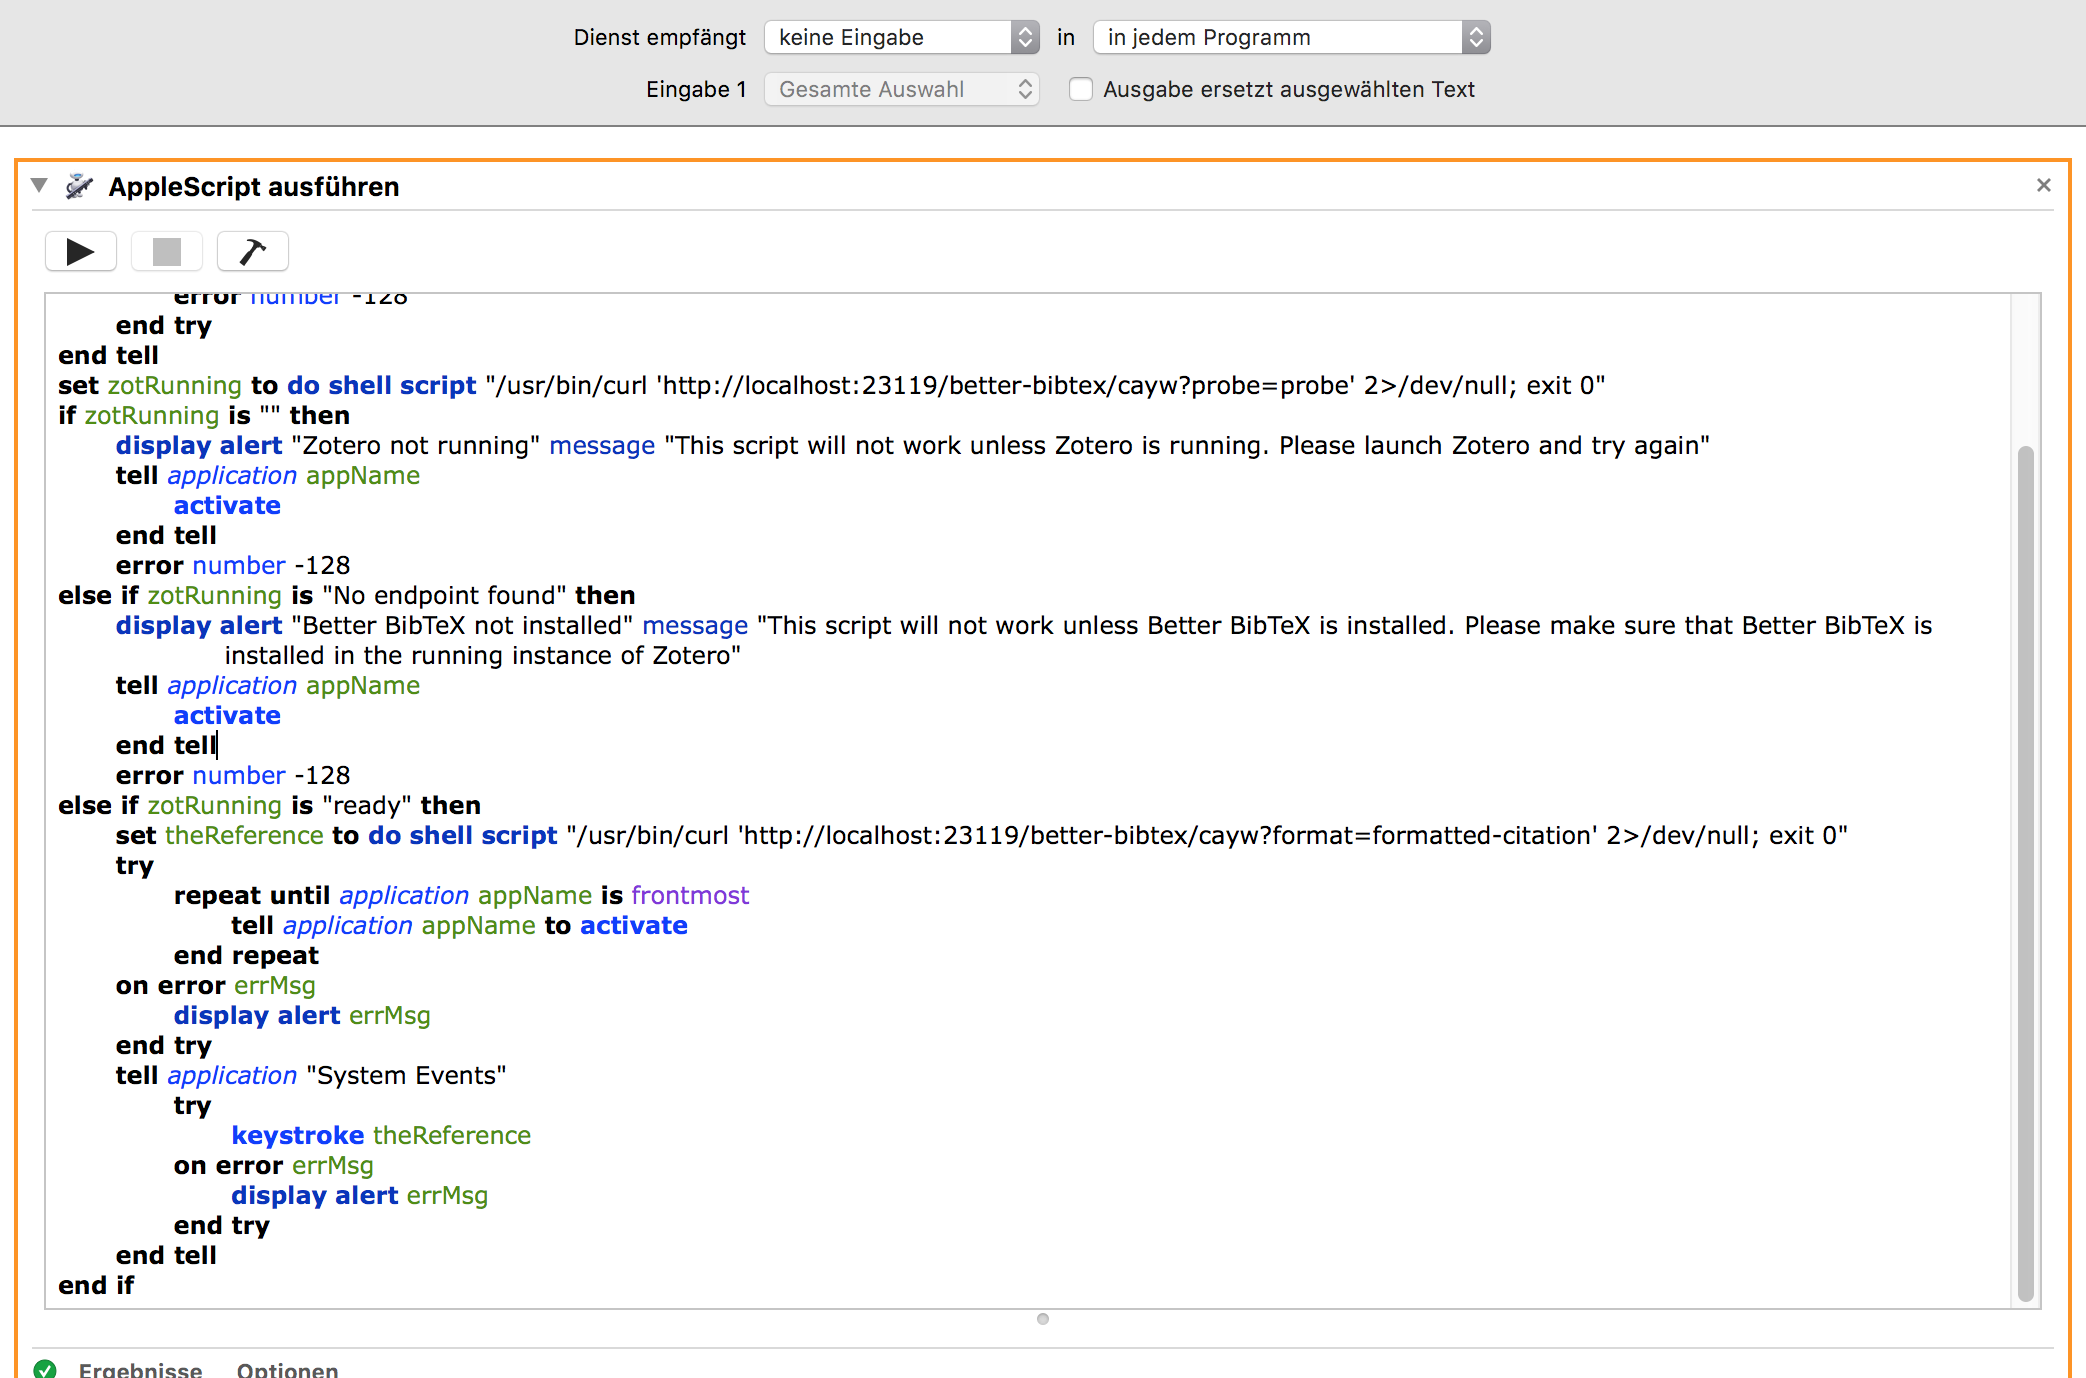 Dienst empfängt keine Eingabe in in jedem Programm
Eingabe 1 Gesamte Auswahl Ausgabe ersetzt ausgewählten Text
AppleScript ausführen
error number -128
end try
end tell
set zotRunning to do shell script "/usr/bin/curl 'http://localhost:23119/better-bibtex/cayw?probe=probe' 2>/dev/null; exit 0"
if zotRunning is "" then
display alert "Zotero not running" message "This script will not work unless Zotero is running. Please launch Zotero and try again"
tell application appName
activate
end tell
error number -128
else if zotRunning is "No endpoint found" then
display alert "Better BibTeX not installed" message "This script will not work unless Better BibTeX is installed. Please make sure that Better BibTeX is
installed in the running instance of Zotero"
tell application appName
activate
end tell
error number -128
else if zotRunning is "ready" then
set theReference to do shell script "/usr/bin/curl 'http://localhost:23119/better-bibtex/cayw?format=formatted-citation' 2>/dev/null; exit 0"
try
repeat until application appName is frontmost
tell application appName to activate
end repeat
on error errMsg
display alert errMsg
end try
tell application "System Events"
try
keystroke theReference
on error errMsg
display alert errMsg
end try
end tell
end if
Ergebnisse Optionen